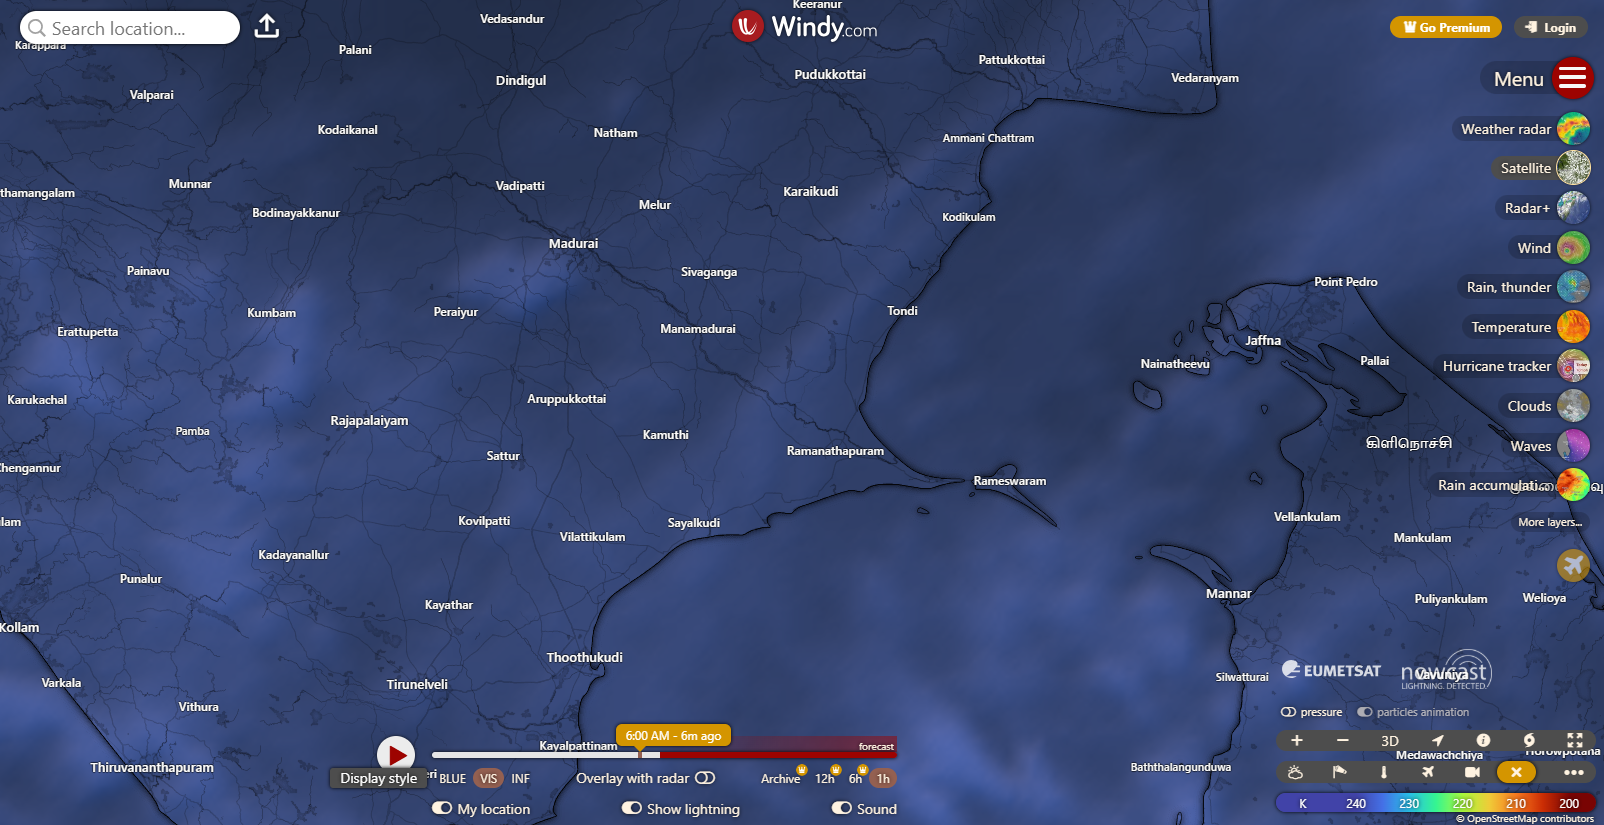 Keeranur
Search location...
Vedasandur
Windy.com
Go Premium
Login
Karappara
Palani
Pattukkottai
Dindigul
Pudukkottai
Vedaranyam
Menu
Valparai
Kodaikanal
Natham
Ammani Chattram
Weather radar
Satellite
Munnar
Vadipatti
Karaikudi
thamangalam
Melur
Bodinayakkanur
Kodikulam
Radar+
Madurai
Wind
Painavu
Sivaganga
Point Pedro
Rain, thunder
Kumbam
Peraiyur
Tondi
Erattupetta
Manamadurai
Temperature
Jaffna
Nainatheevu
Pallai
Hurricane tracker
Karukachal
Aruppukkottai
Clouds
Rajapalaiyam
Pamba
Kamuthi
கிளிநொச்சி
Waves
Sattur
Ramanathapuram
Chengannur
Rameswaram
Rain accumulati
lam
Kovilpatti
Sayalkudi
Vellankulam
More layers...
Vilattikulam
Mankulam
Kadayanallur
Punalur
Kayathar
Mannar
Puliyankulam
Welioya
Kollam
Thoothukudi
Varkala
Tirunelveli
Silwatturai
EUMETSAT
nowcast
Vavuniya
LIGHTNING. DETECTED.
Vithura
pressure
particles animation
6:00 AM - 6m ago
Kayalpattinam
forecast
3D
Medawachchiya
Horowpotana
Thiruvananthapuram
Baththalangunduwa
Display style
eri
BLUE
VIS
INF
Overlay with radar
Archive
12h
6h
1h
My location
Show lightning
Sound
K 240 230 220 210 200
© OpenStreetMap contributors